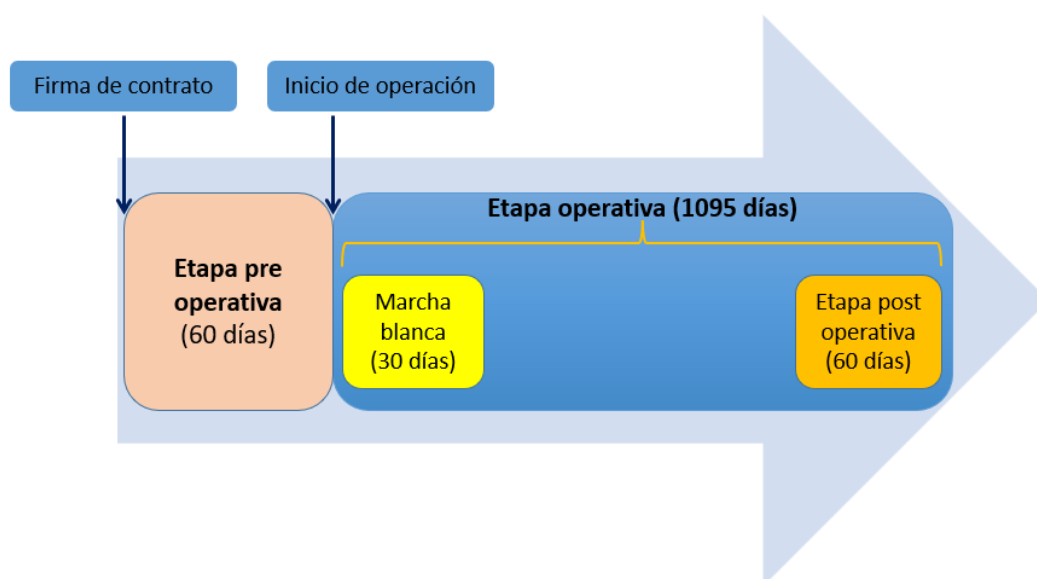 Firma de contrato
Inicio de operación
Etapa operativa (1095 días)
Etapa pre
operativa
(60 días)
Marcha
blanca
(30 días)
Etapa post
operativa
(60 días)